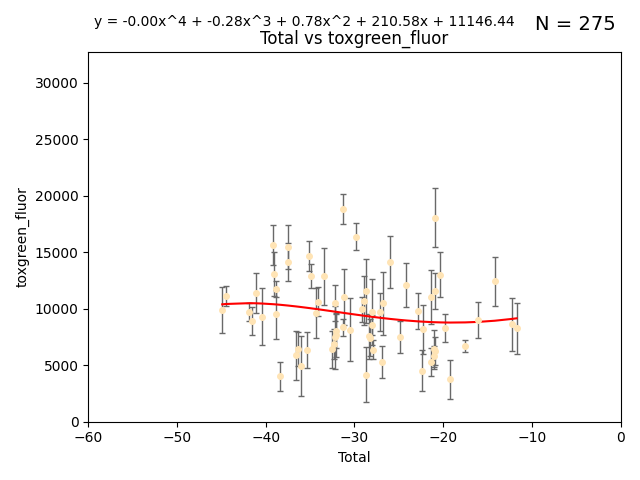 y = -0.00x^4 + -0.28x^3 + 0.78x^2 + 210.58x + 11146.44
N = 275
Total vs toxgreen_fluor
30000
25000
20000
15000
10000
5000
0
toxgreen_fluor
−60
−50
−40
−30
−20
−10
0
Total